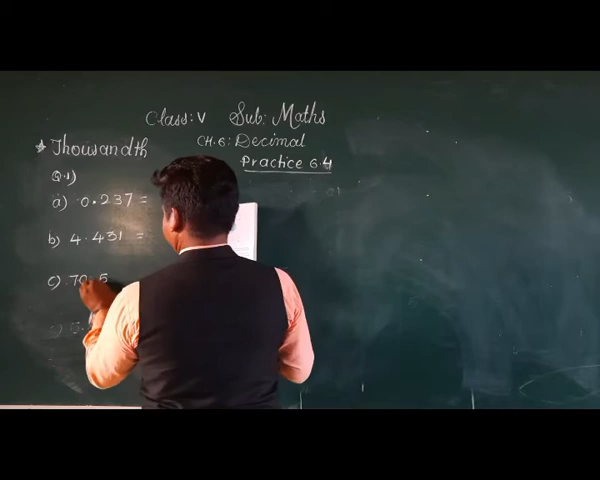 Class: V Sub: Maths
CH.6: Decimal
* Thousandth
Practice 6.4
Q.1)
a) 0.237 =
b) 4.431 =
c) 70.5